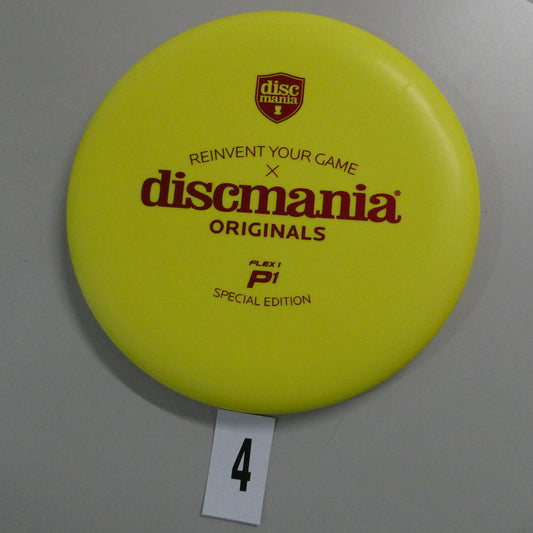 disc
mania
REINVENT YOUR GAME
X
discmania®
ORIGINALS
FLEX 1
P1
SPECIAL EDITION
4